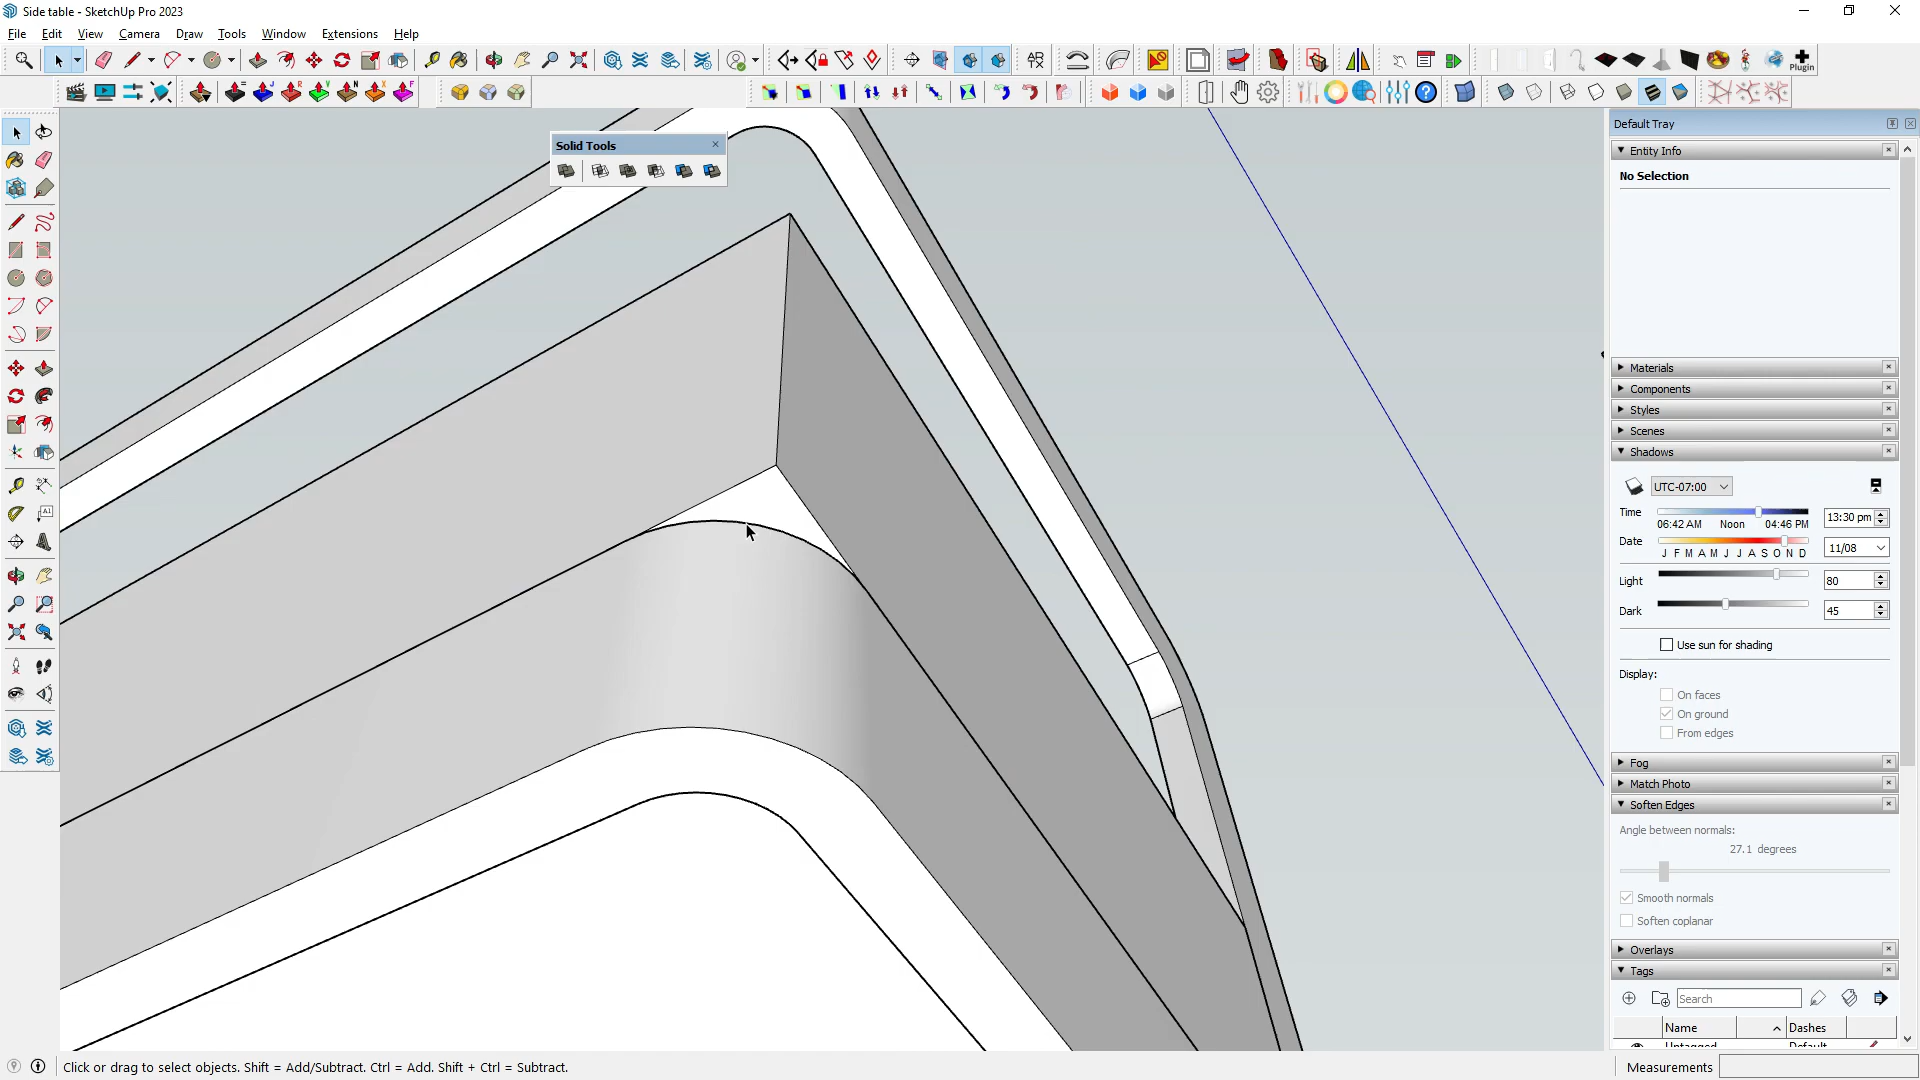 Side table - SketchUp Pro 2023
File Edit View Camera Draw Tools Window Extensions Help
Plugin
Default Tray
Solid Tools
Entity Info
No Selection
Materials
Components
Styles
Scenes
Shadows
UTC-07:00
Time
06:42 AM Noon 04:46 PM
13:30 pm
Date
J F M A M J J A S O N D
11/08
Light 80
Dark 45
Use sun for shading
Display:
On faces
On ground
From edges
Fog
Match Photo
Soften Edges
Angle between normals:
27.1 degrees
Smooth normals
Soften coplanar
Overlays
Tags
Search
Name Dashes
Untagged Default
Click or drag to select objects. Shift = Add/Subtract. Ctrl = Add. Shift + Ctrl = Subtract.
Measurements